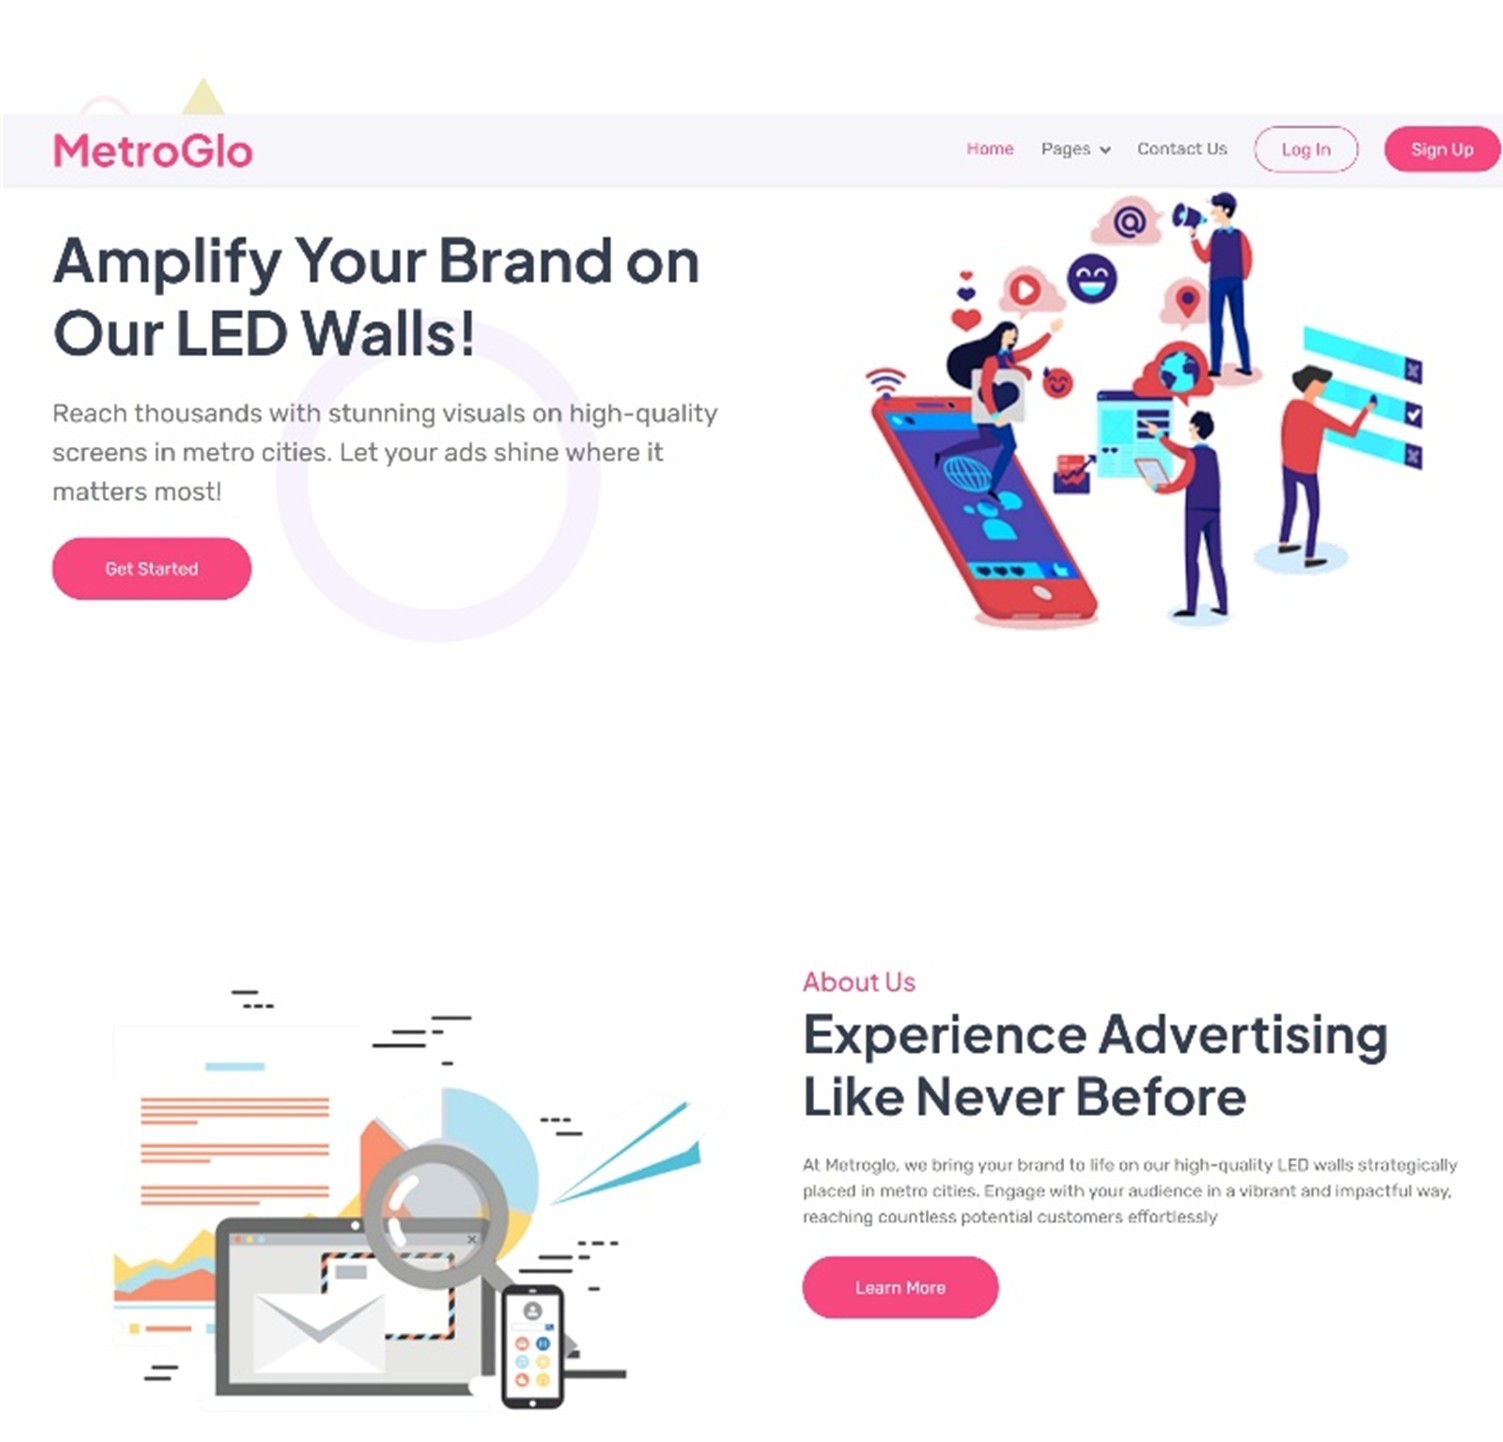 MetroGlo
Home
Pages
Contact Us
Log In
Sign Up
Amplify Your Brand on
Our LED Walls!
Reach thousands with stunning visuals on high-quality
screens in metro cities. Let your ads shine where it
matters most!
Get Started
About Us
Experience Advertising
Like Never Before
At Metroglo, we bring your brand to life on our high-quality LED walls strategically
placed in metro cities. Engage with your audience in a vibrant and impactful way,
reaching countless potential customers effortlessly
Learn More